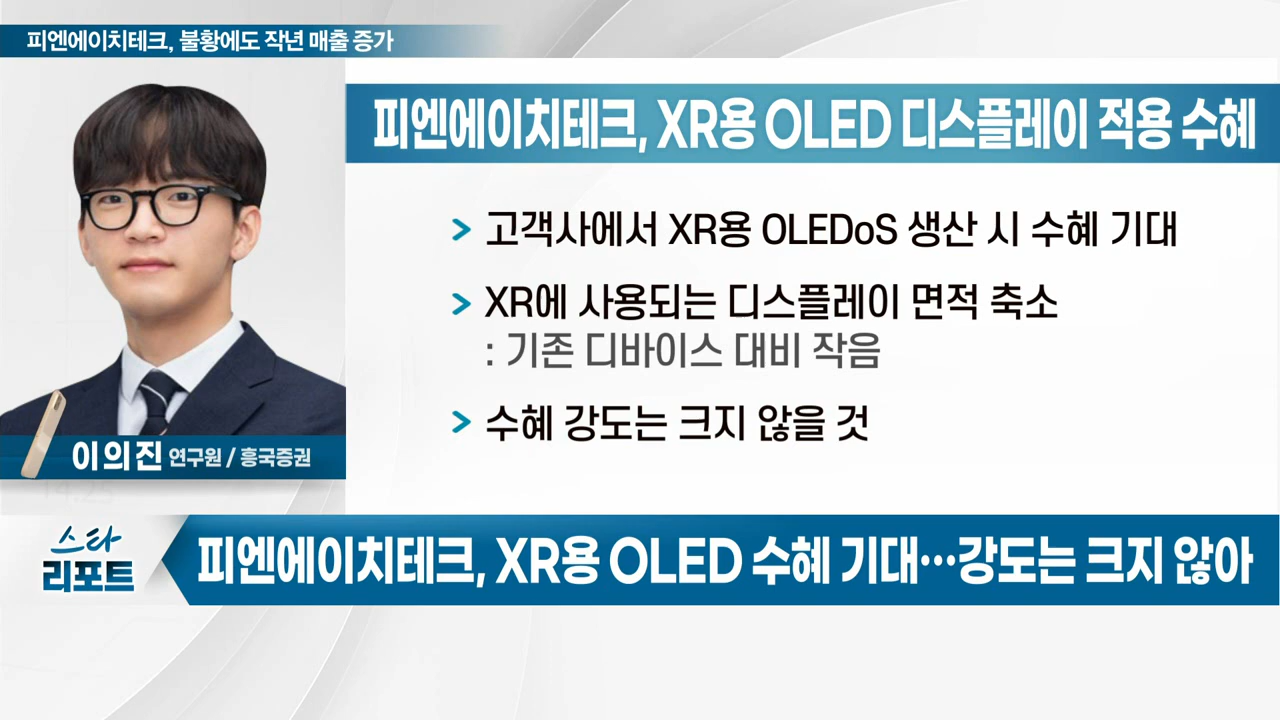 피엔에이치테크, 불황에도 작년 매출 증가
피엔에이치테크, XR용 OLED 디스플레이 적용 수혜
> 고객사에서 XR용 OLEDoS 생산 시 수혜 기대
> XR에 사용되는 디스플레이 면적 축소
: 기존 디바이스 대비 작음
> 수혜 강도는 크지 않을 것
이의진 연구원 / 흥국증권
스타
리포트
피엔에이치테크, XR용 OLED 수혜 기대…강도는 크지 않아